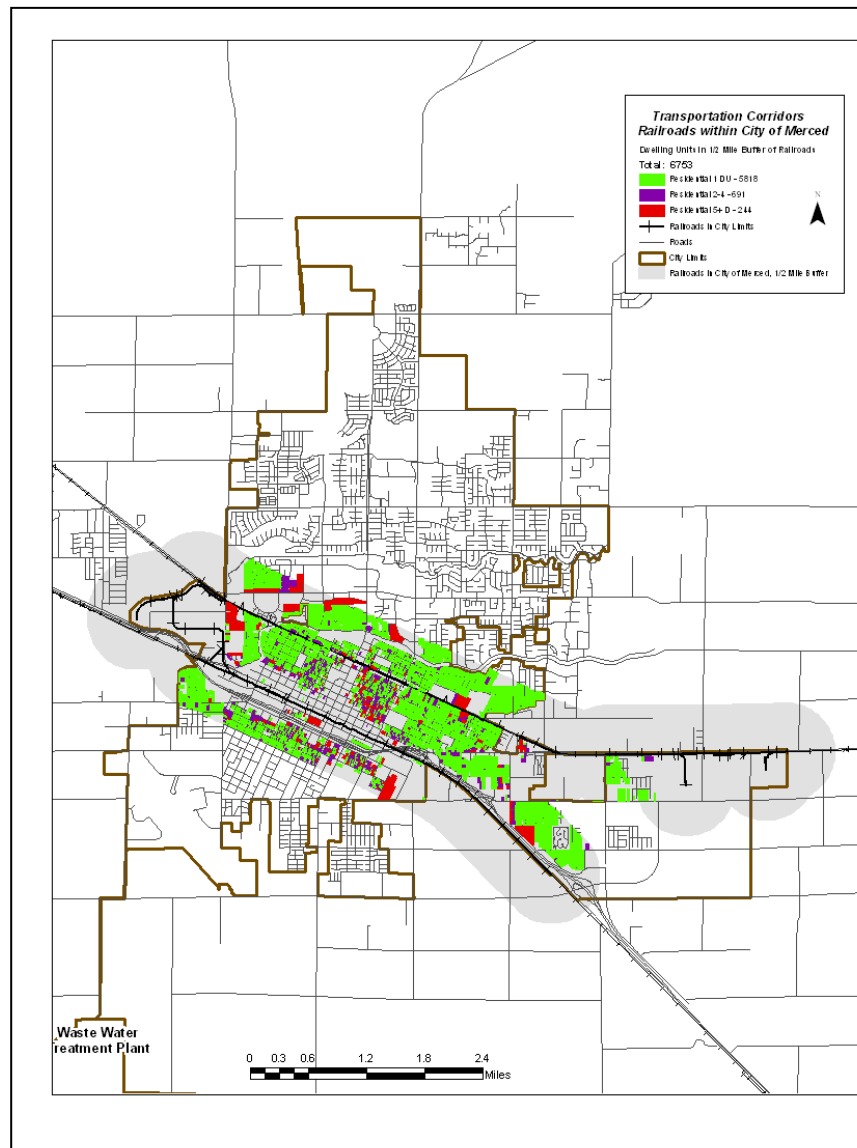 Transportation Corridors
Railroads within City of Merced
Dwelling Units in 1/2 Mile Buffer of Railroads
Total: 6753
Residential 1 DU - 5818
Residential 2-4 - 691
Residential 5+ D - 244
N
Railroads in City Limits
Roads
City Limits
Railroads in City of Merced, 1/2 Mile Buffer
Waste Water
reatment Plant
0 0.3 0.6 1.2 1.8 2.4
Miles